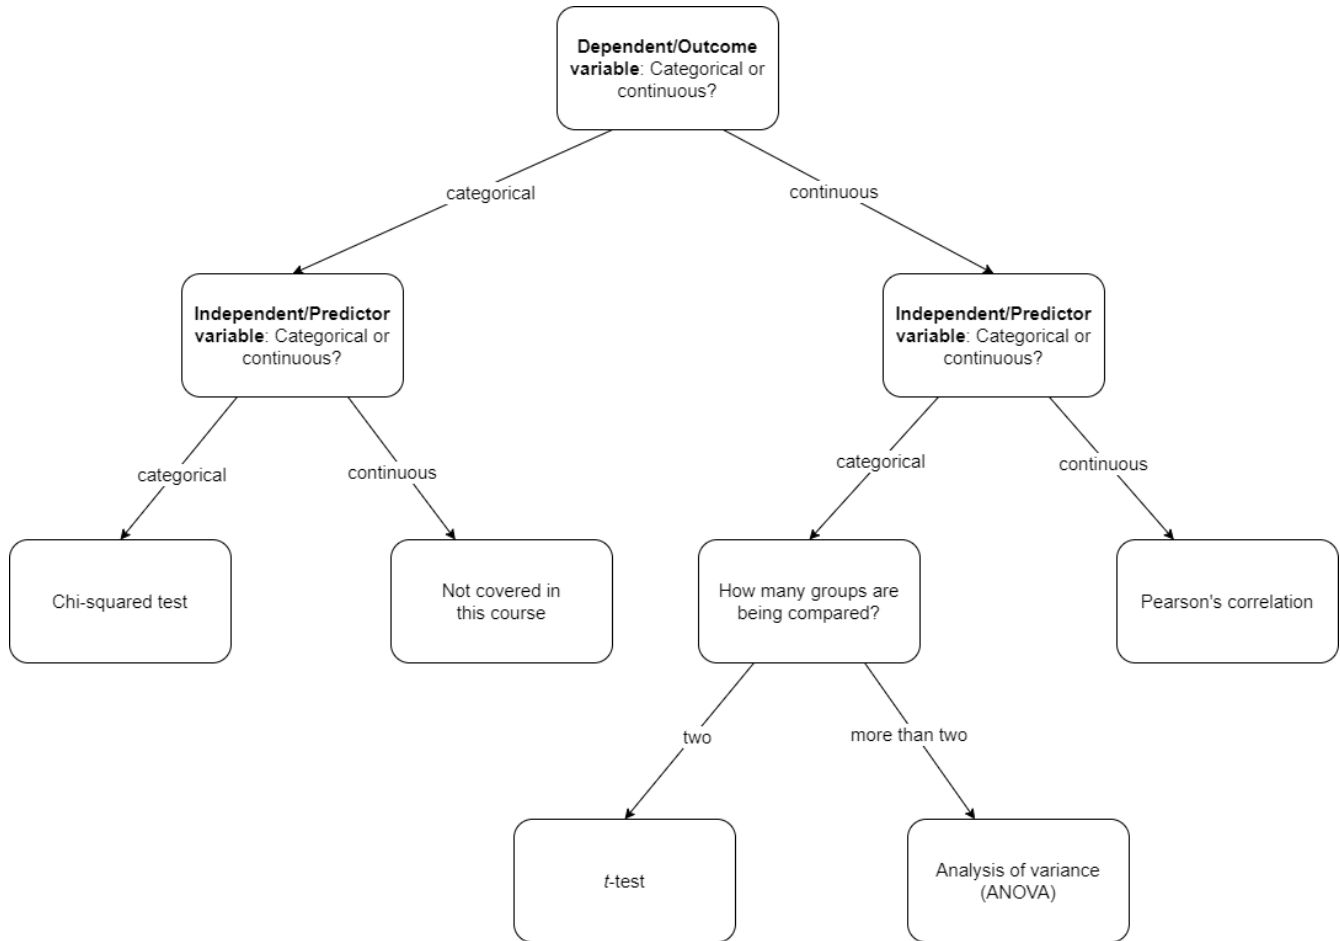 Dependent/Outcome
variable: Categorical or
continuous?
categorical
continuous
Independent/Predictor
variable: Categorical or
continuous?
Independent/Predictor
variable: Categorical or
continuous?
categorical
continuous
categorical
continuous
Chi-squared test
Not covered in
this course
How many groups are
being compared?
Pearson's correlation
two
more than two
t-test
Analysis of variance
(ANOVA)